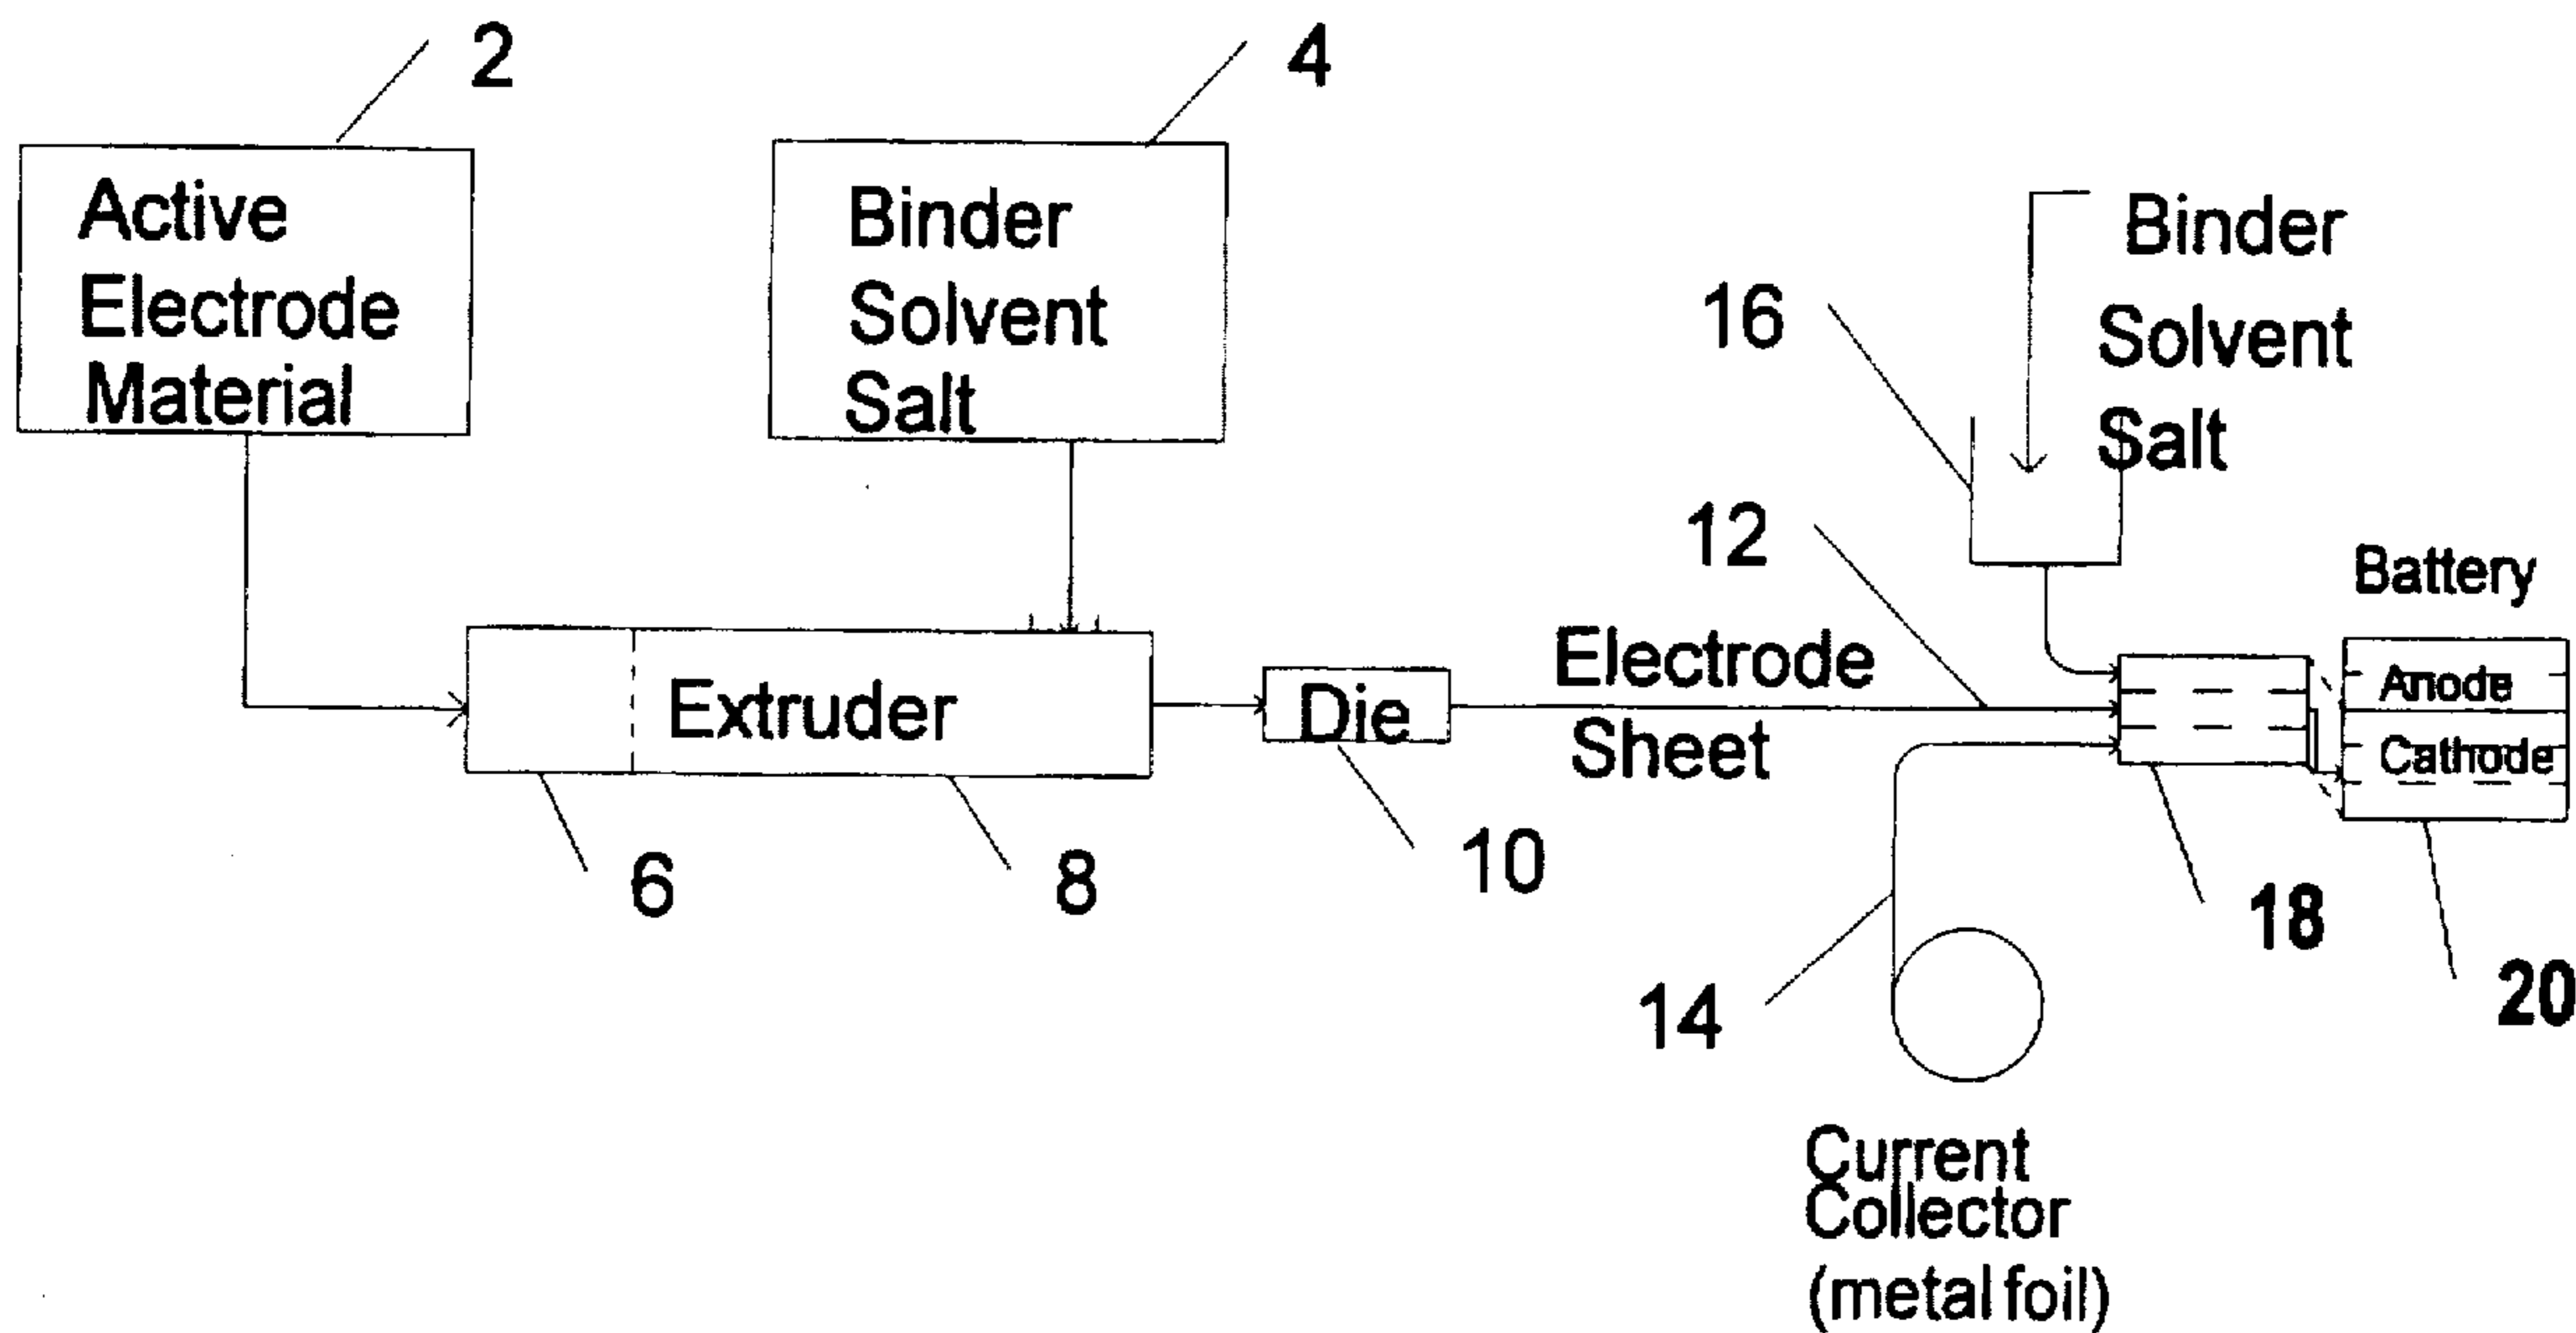 2
4
Active
Electrode
Material
Binder
Solvent
Salt
Binder
Solvent
Salt
16
12
Battery
Electrode
Sheet
Extruder
Die
Anode
Cathode
6
8
10
18
14
20
Current
Collector
(metal foil)